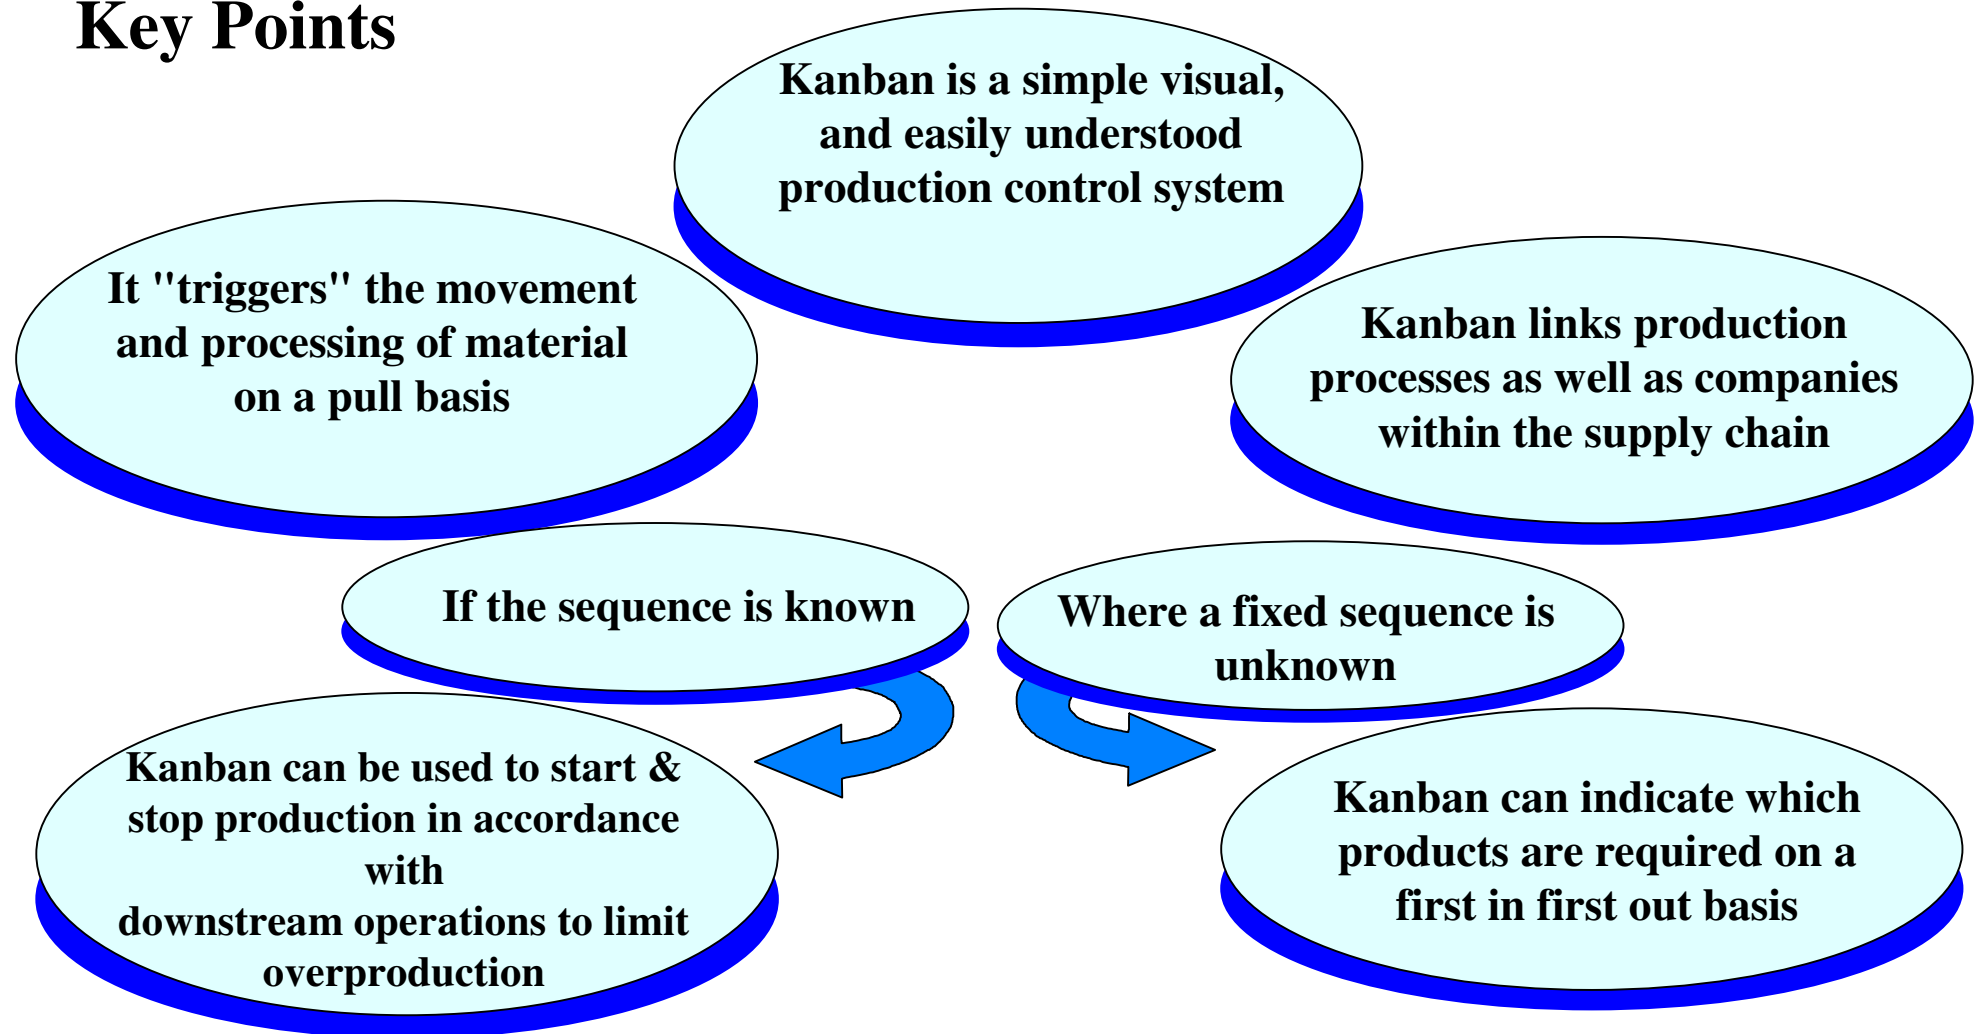 Key Points
Kanban is a simple visual,
and easily understood
production control system
It "triggers" the movement
and processing of material
on a pull basis
Kanban links production
processes as well as companies
within the supply chain
If the sequence is known
Where a fixed sequence is
unknown
Kanban can be used to start &
stop production in accordance
with
downstream operations to limit
overproduction
Kanban can indicate which
products are required on a
first in first out basis